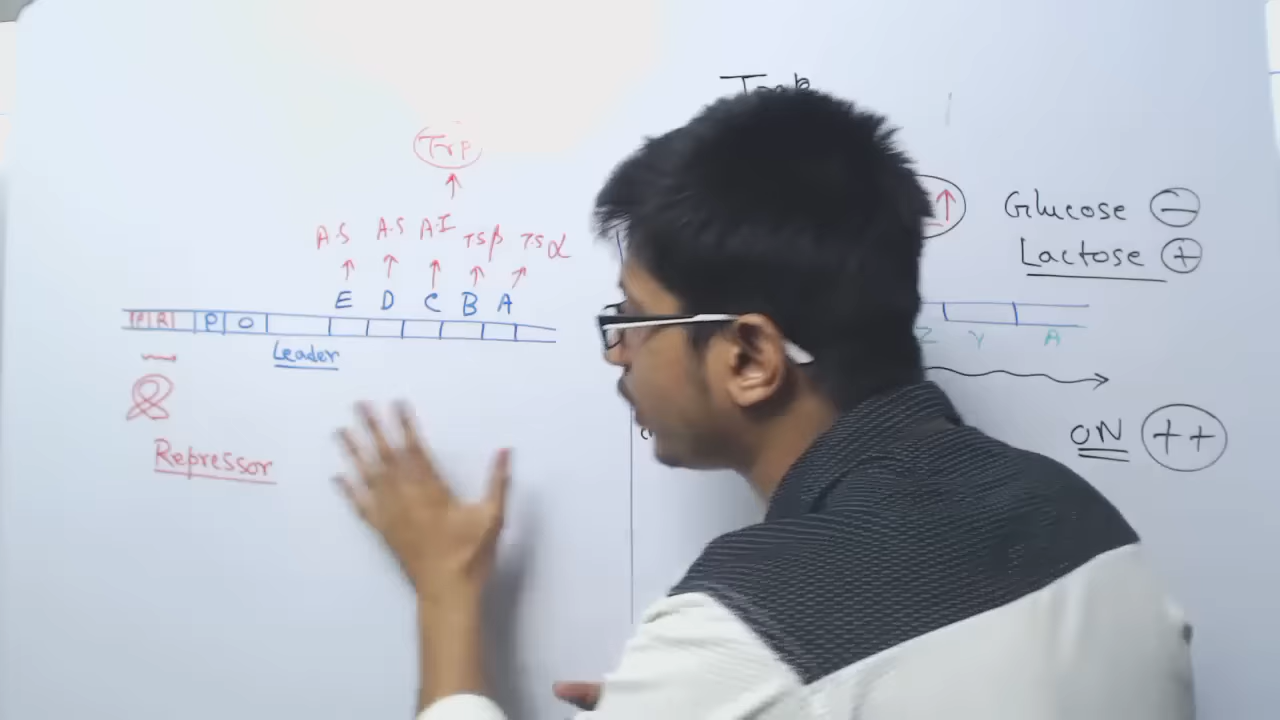 Trp
A.S A.S A.I TSβ TSα
E D C B A
P R P O
Leader
Repressor
Glucose −
Lactose +
Z Y A
ON ++